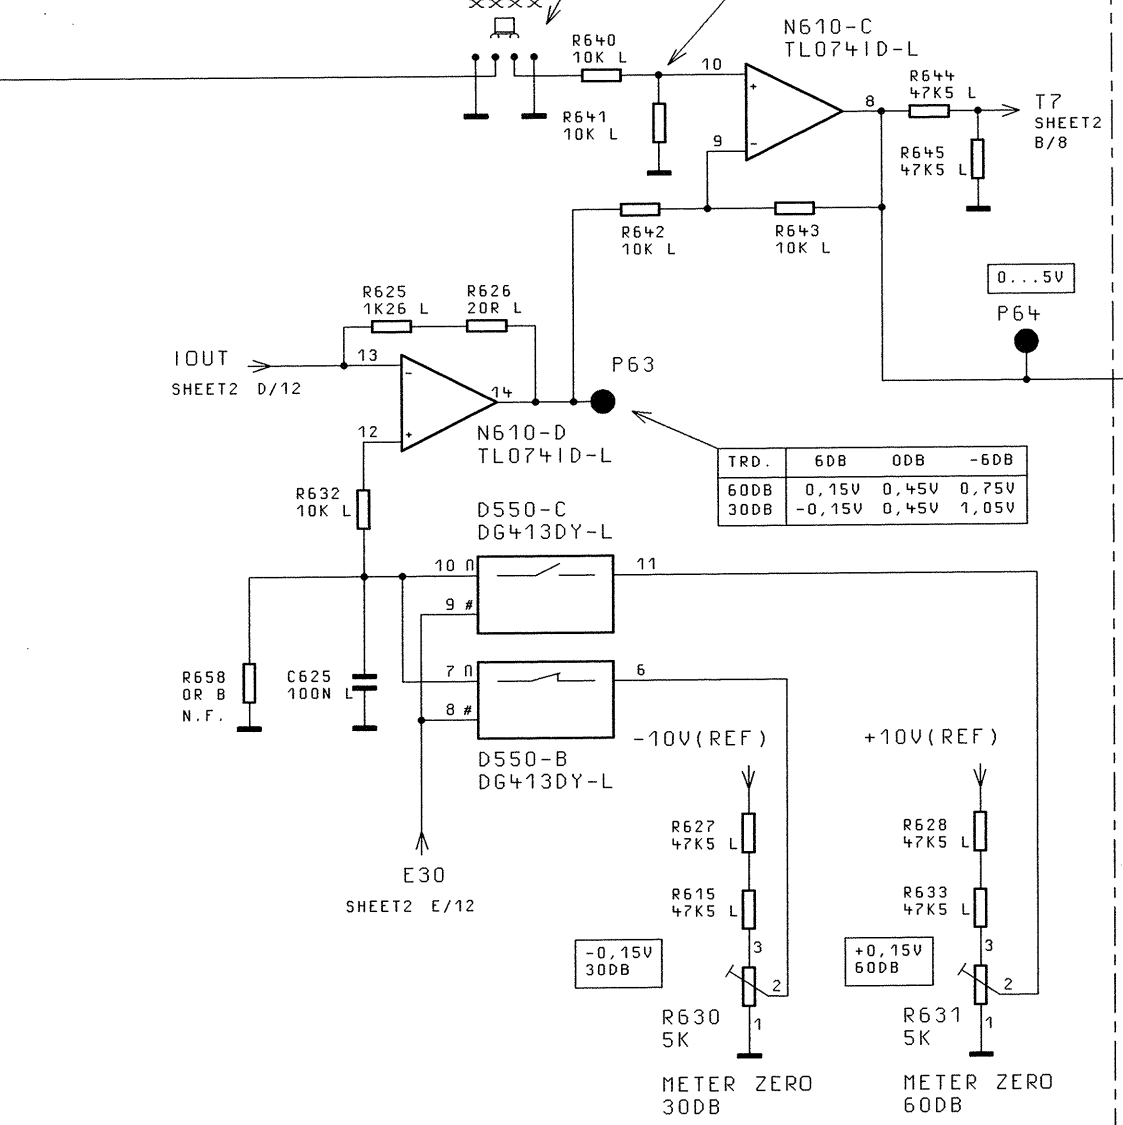 XXXX
N610-C
TL074ID-L
R640
10K L
10
R644
47K5 L
8
T7
SHEET2
B/8
R641
10K L
+
9
-
R645
47K5 L
R642
10K L
R643
10K L
0...5V
P64
R625
1K26 L
R626
20R L
IOUT
SHEET2 D/12
13
-
14
P63
12
+
N610-D
TL074ID-L
TRD. 6DB 0DB -6DB
60DB 0,15V 0,45V 0,75V
30DB -0,15V 0,45V 1,05V
R632
10K L
D550-C
DG413DY-L
10 Π
11
9 #
7 Π
6
8 #
R658
0R B
N.F.
C625
100N L
D550-B
DG413DY-L
-10V(REF)
+10V(REF)
R627
47K5 L
R628
47K5 L
E30
SHEET2 E/12
R615
47K5 L
R633
47K5 L
-0,15V
30DB
3
2
1
+0,15V
60DB
3
2
1
R630
5K
R631
5K
METER ZERO
30DB
METER ZERO
60DB